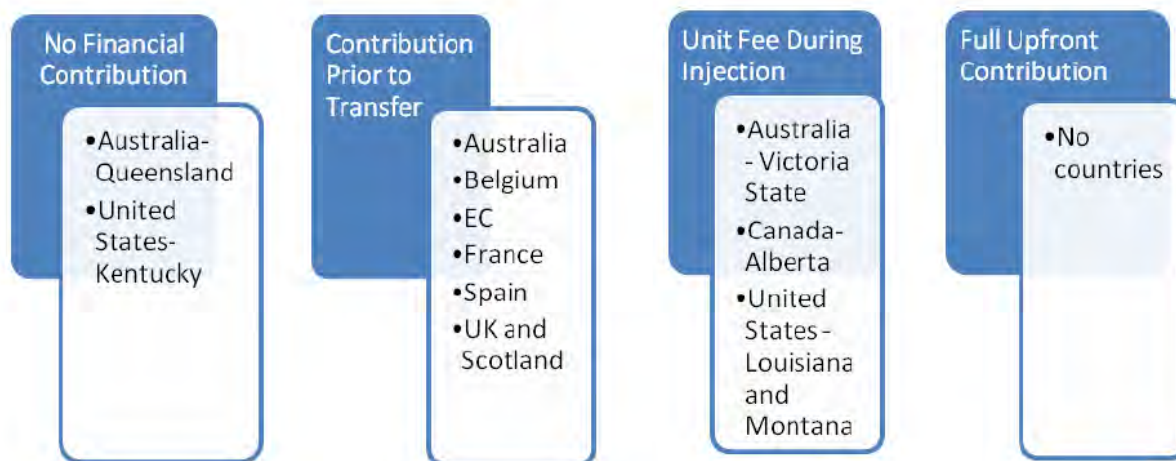 No Financial
Contribution
•Australia-
Queensland
•United
States-
Kentucky
Contribution
Prior to
Transfer
•Australia
•Belgium
•EC
•France
•Spain
•UK and
Scotland
Unit Fee During
Injection
•Australia
- Victoria
State
•Canada-
Alberta
•United
States -
Louisiana
and
Montana
Full Upfront
Contribution
•No
countries